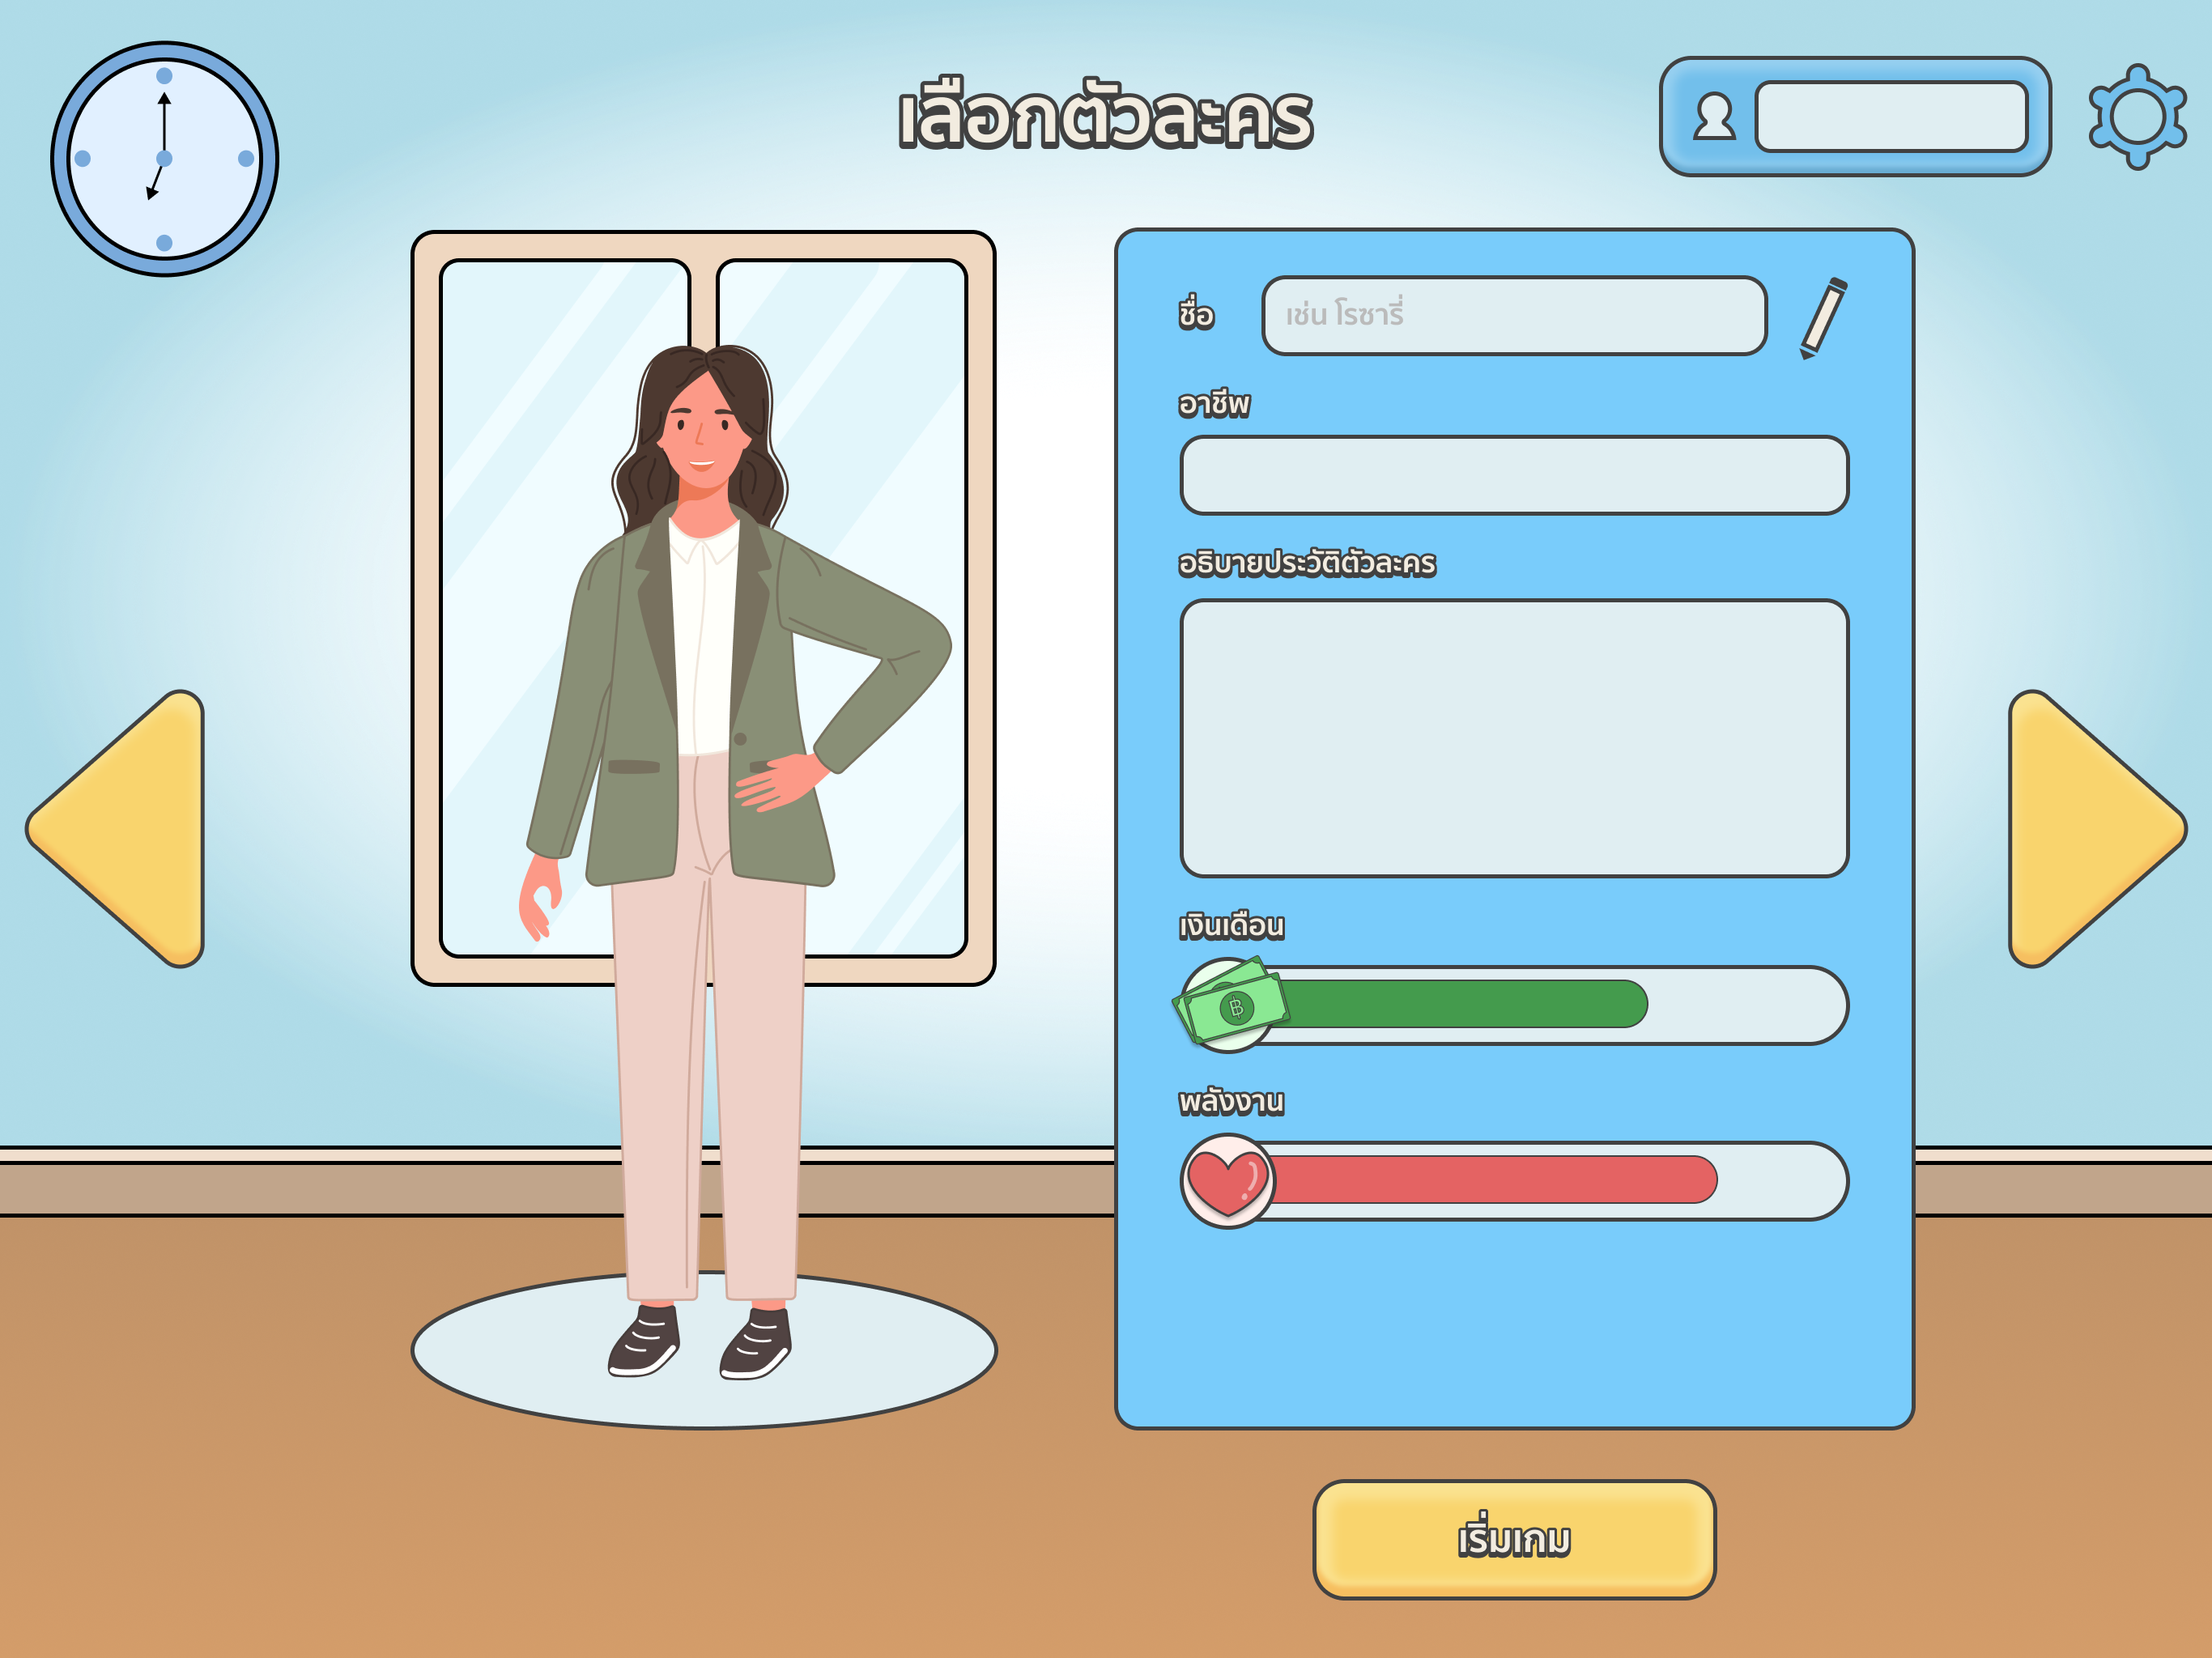 เลือกตัวละคร
ชื่อ
เช่น โรซารี่
อาชีพ
อธิบายประวัติตัวละคร
เงินเดือน
฿
พลังงาน
เริ่มเกม